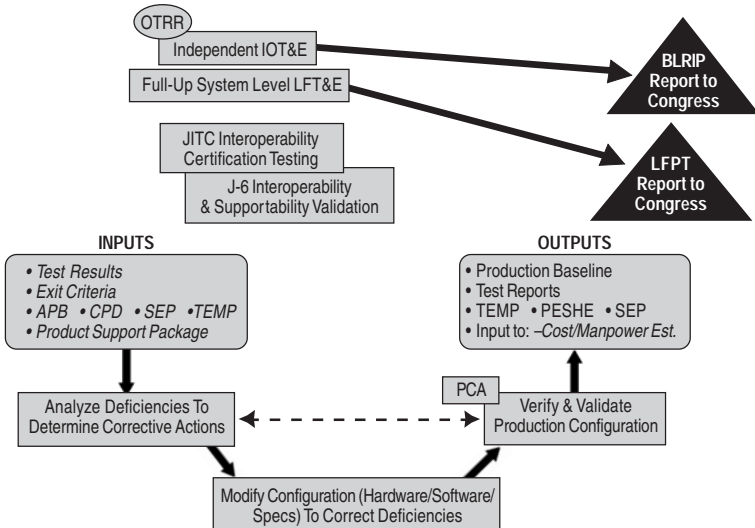 OTRR
Independent IOT&E
Full-Up System Level LFT&E
BLRIP
Report to
Congress
JITC Interoperability
Certification Testing
J-6 Interoperability
& Supportability Validation
LFPT
Report to
Congress
INPUTS
• Test Results
• Exit Criteria
• APB • CPD • SEP •TEMP
• Product Support Package
OUTPUTS
• Production Baseline
• Test Reports
• TEMP • PESHE • SEP
• Input to: –Cost/Manpower Est.
Analyze Deficiencies To
Determine Corrective Actions
PCA
Verify & Validate
Production Configuration
Modify Configuration (Hardware/Software/
Specs) To Correct Deficiencies